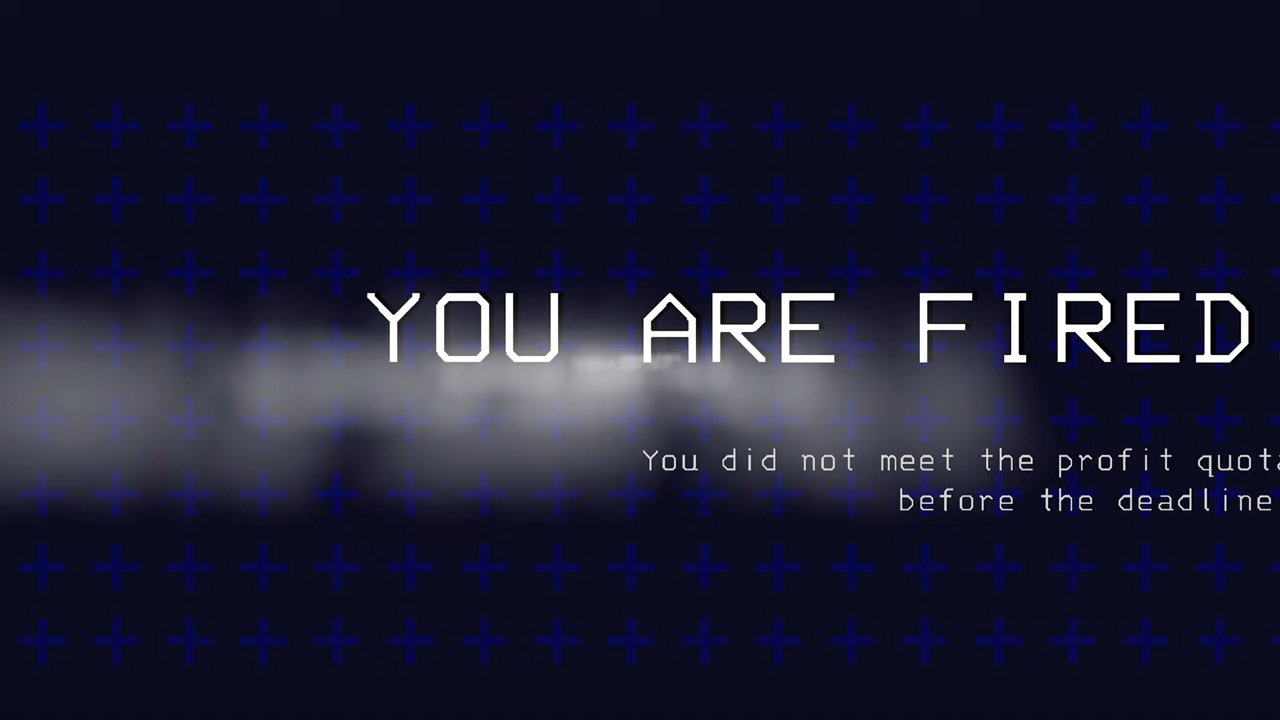 YOU ARE FIRED
You did not meet the profit quota
before the deadline